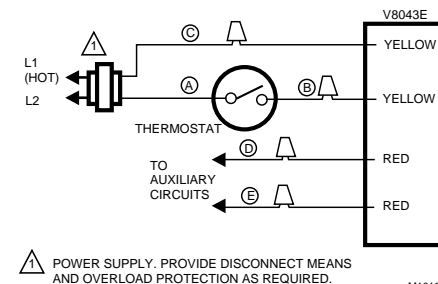 V8043E
C
YELLOW
1
L1
(HOT)
A
B
L2
YELLOW
THERMOSTAT
D
TO
AUXILIARY
CIRCUITS
RED
E
RED
1 POWER SUPPLY. PROVIDE DISCONNECT MEANS
AND OVERLOAD PROTECTION AS REQUIRED.